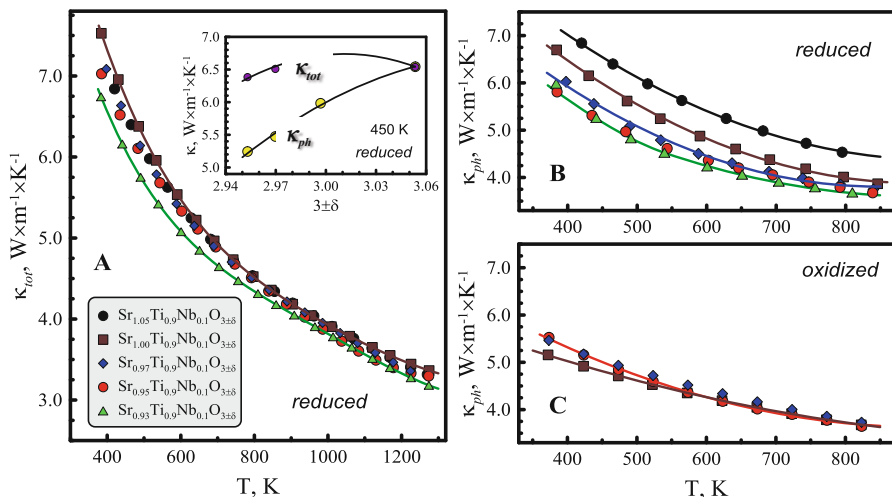 A
κtot, W×m-1×K-1
7.0
6.0
5.0
4.0
3.0
400
600
800
1000
1200
T, K
reduced
Sr1.05Ti0.9Nb0.1O3±δ
Sr1.00Ti0.9Nb0.1O3±δ
Sr0.97Ti0.9Nb0.1O3±δ
Sr0.95Ti0.9Nb0.1O3±δ
Sr0.93Ti0.9Nb0.1O3±δ
κ, W×m-1×K-1
7.0
6.5
6.0
5.5
5.0
2.94
2.97
3.00
3.03
3.06
3±δ
κtot
κph
450 K
reduced
B
reduced
κph, W×m-1×K-1
7.0
6.0
5.0
4.0
400
500
600
700
800
C
oxidized
κph, W×m-1×K-1
7.0
6.0
5.0
4.0
400
500
600
700
800
T, K